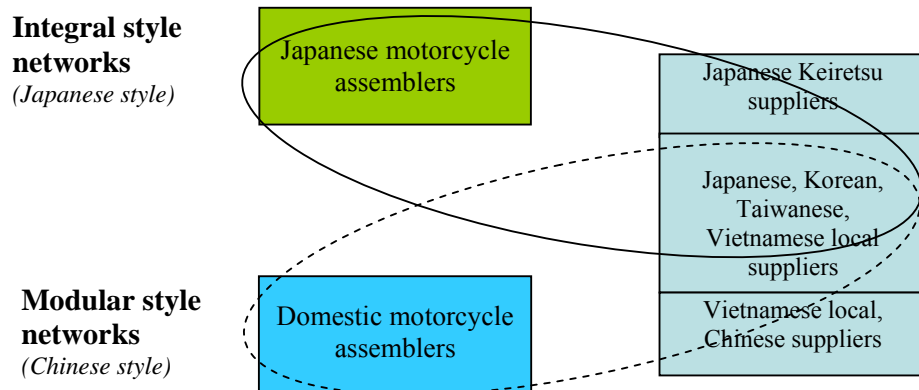 Integral style
networks
(Japanese style)
Japanese motorcycle
assemblers
Japanese Keiretsu
suppliers
Japanese, Korean,
Taiwanese,
Vietnamese local
suppliers
Modular style
networks
(Chinese style)
Domestic motorcycle
assemblers
Vietnamese local,
Chinese suppliers